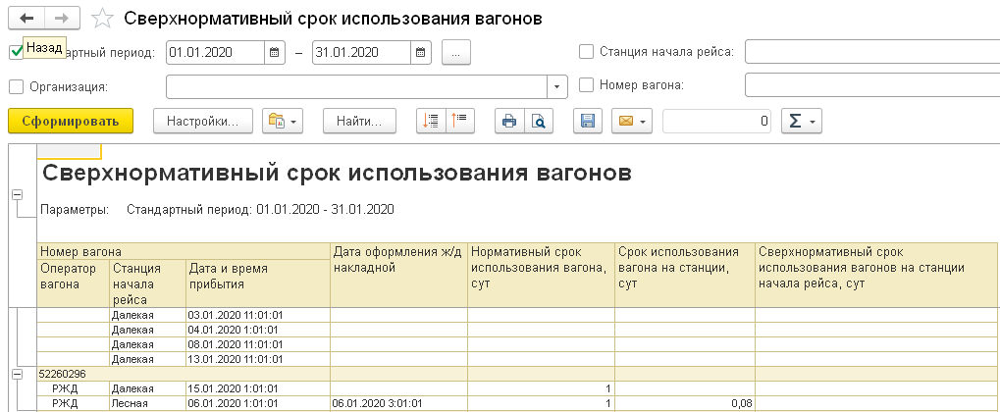 Сверхнормативный срок использования вагонов
Назад
артный период: 01.01.2020 – 31.01.2020 ... Станция начала рейса:
Организация: Номер вагона:
Сформировать Настройки... Найти... 0 Σ
Сверхнормативный срок использования вагонов
Параметры: Стандартный период: 01.01.2020 - 31.01.2020
Номер вагона Дата оформления ж/д Нормативный срок Срок использования Сверхнормативный срок
накладной использования вагона, вагона на станции, использования вагонов на станции
Оператор Станция Дата и время сут сут начала рейса, сут
вагона начала прибытия
рейса
Далекая 03.01.2020 11:01:01
Далекая 04.01.2020 1:01:01
Далекая 08.01.2020 11:01:01
Далекая 13.01.2020 11:01:01
52260296
РЖД Далекая 15.01.2020 1:01:01 1
РЖД Лесная 06.01.2020 1:01:01 06.01.2020 3:01:01 1 0,08